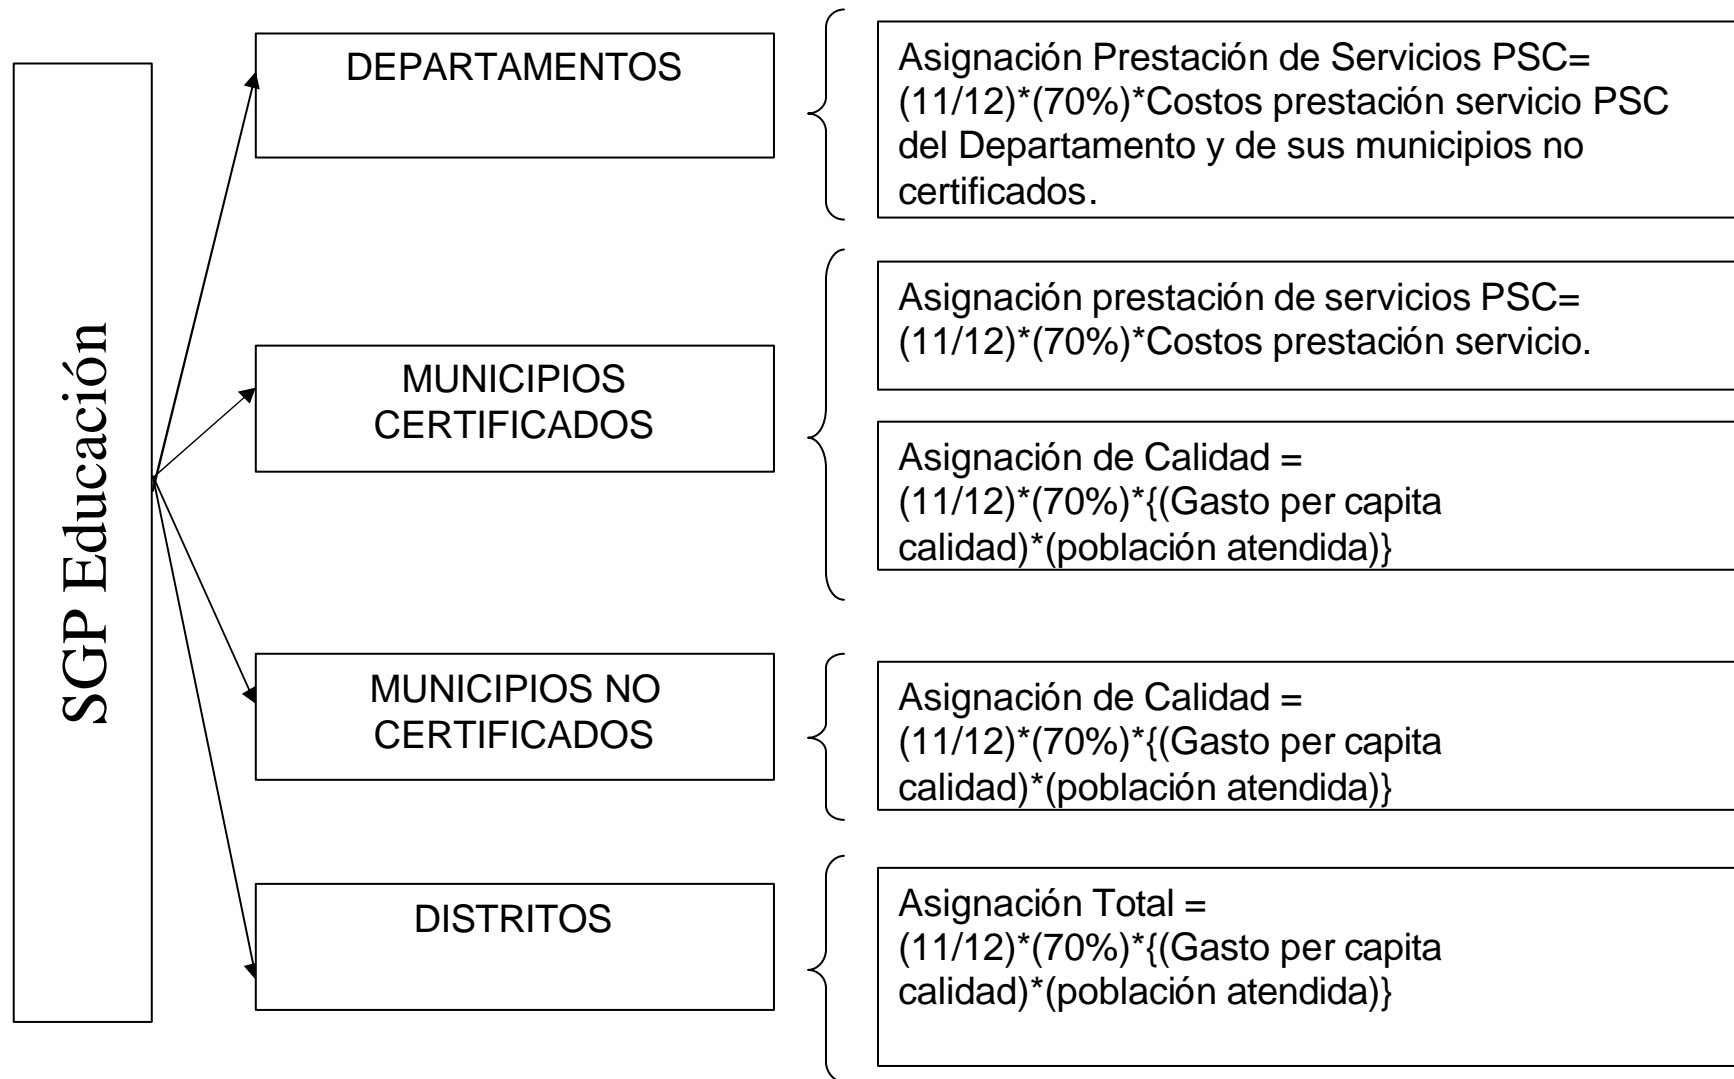 SGP Educación
DEPARTAMENTOS
Asignación Prestación de Servicios PSC=
(11/12)*(70%)*Costos prestación servicio PSC
del Departamento y de sus municipios no
certificados.
MUNICIPIOS
CERTIFICADOS
Asignación prestación de servicios PSC=
(11/12)*(70%)*Costos prestación servicio.
Asignación de Calidad =
(11/12)*(70%)*{(Gasto per capita
calidad)*(población atendida)}
MUNICIPIOS NO
CERTIFICADOS
Asignación de Calidad =
(11/12)*(70%)*{(Gasto per capita
calidad)*(población atendida)}
DISTRITOS
Asignación Total =
(11/12)*(70%)*{(Gasto per capita
calidad)*(población atendida)}